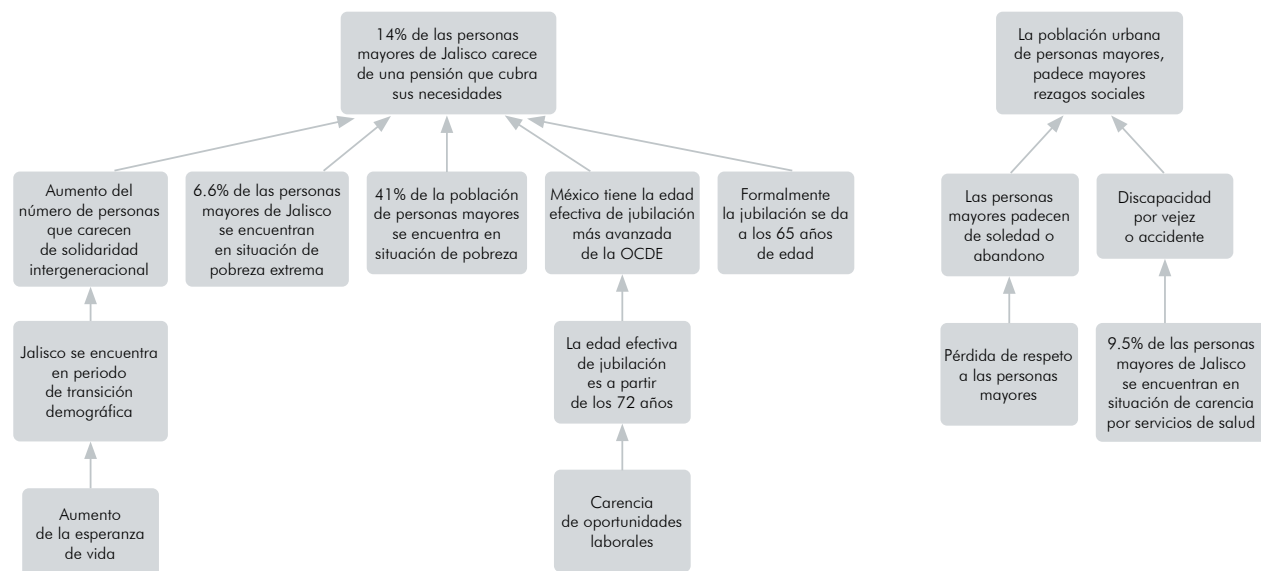 14% de las personas
mayores de Jalisco carece
de una pensión que cubra
sus necesidades
La población urbana
de personas mayores,
padece mayores
rezagos sociales
Aumento del
número de personas
que carecen
de solidaridad
intergeneracional
6.6% de las personas
mayores de Jalisco
se encuentran
en situación de
pobreza extrema
41% de la población
de personas mayores
se encuentra en
situación de pobreza
México tiene la edad
efectiva de jubilación
más avanzada
de la OCDE
Formalmente
la jubilación se da
a los 65 años
de edad
Las personas
mayores padecen
de soledad o
abandono
Discapacidad
por vejez
o accidente
Jalisco se encuentra
en periodo
de transición
demográfica
La edad efectiva
de jubilación
es a partir
de los 72 años
Pérdida de respeto
a las personas
mayores
9.5% de las personas
mayores de Jalisco
se encuentran en
situación de carencia
por servicios de salud
Aumento
de la esperanza
de vida
Carencia
de oportunidades
laborales